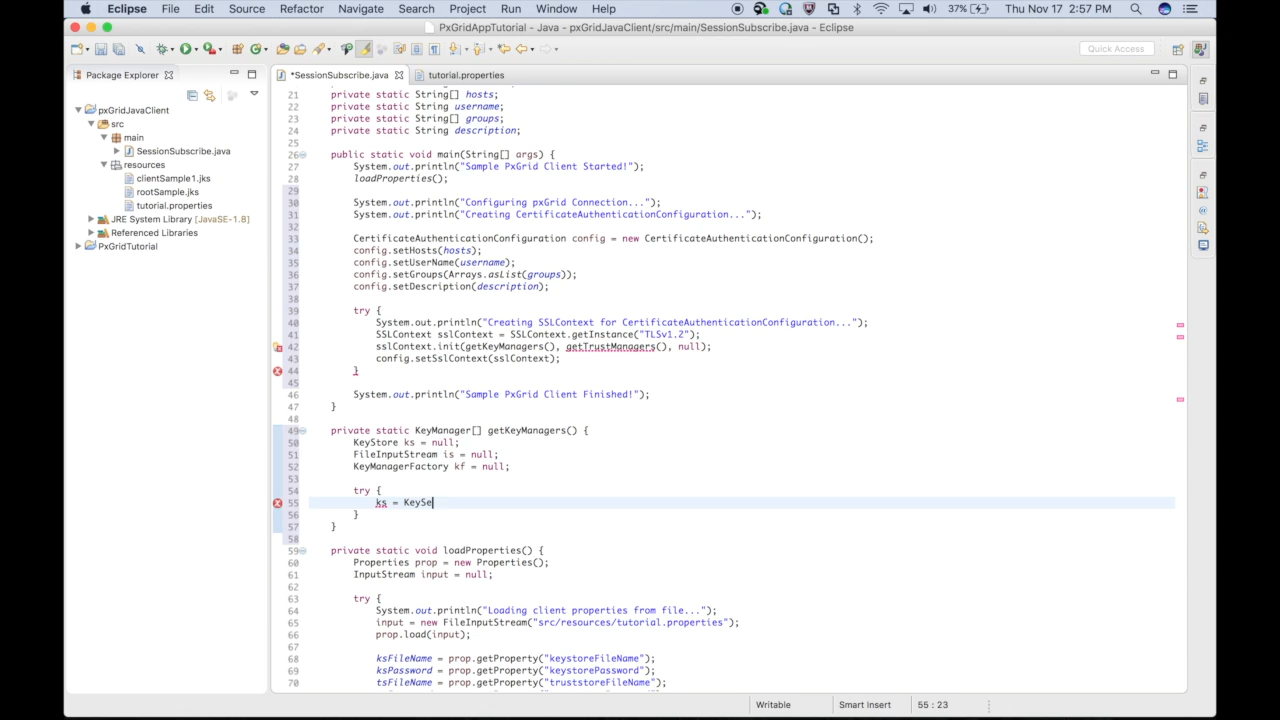 Eclipse File Edit Source Refactor Navigate Search Project Run Window Help 37% Thu Nov 17 2:57 PM
PxGridAppTutorial - pxGridJavaClient/src/main/SessionSubscribe.java - Eclipse
Quick Access
Package Explorer
*SessionSubscribe.java
tutorial.properties
pxGridJavaClient
src
main
SessionSubscribe.java
resources
clientSample1.jks
rootSample.jks
tutorial.properties
JRE System Library [JavaSE-1.8]
Referenced Libraries
PxGridTutorial
21 private static String[] hosts;
22 private static String username;
23 private static String[] groups;
24 private static String description;
25
26 public static void main(String[] args) {
27 System.out.println("Sample PxGrid Client Started!");
28 loadProperties();
29
30 System.out.println("Configuring pxGrid Connection...");
31 System.out.println("Creating CertificateAuthenticationConfiguration...");
32
33 CertificateAuthenticationConfiguration config = new CertificateAuthenticationConfiguration();
34 config.setHosts(hosts);
35 config.setUserName(username);
36 config.setGroups(Arrays.asList(groups));
37 config.setDescription(description);
38
39 try {
40 System.out.println("Creating SSLContext for CertificateAuthenticationConfiguration...");
41 SSLContext sslContext = SSLContext.getInstance("TLSv1.2");
42 sslContext.init(getKeyManagers(), getTrustManagers(), null);
43 config.setSslContext(sslContext);
44 }
45
46 System.out.println("Sample PxGrid Client Finished!");
47 }
48
49 private static KeyManager[] getKeyManagers() {
50 KeyStore ks = null;
51 FileInputStream is = null;
52 KeyManagerFactory kf = null;
53
54 try {
55 ks = KeySe
56 }
57 }
58
59 private static void loadProperties() {
60 Properties prop = new Properties();
61 InputStream input = null;
62
63 try {
64 System.out.println("Loading client properties from file...");
65 input = new FileInputStream("src/resources/tutorial.properties");
66 prop.load(input);
67
68 ksFileName = prop.getProperty("keystoreFileName");
69 ksPassword = prop.getProperty("keystorePassword");
70 tsFileName = prop.getProperty("truststoreFileName");
Writable Smart Insert 55 : 23